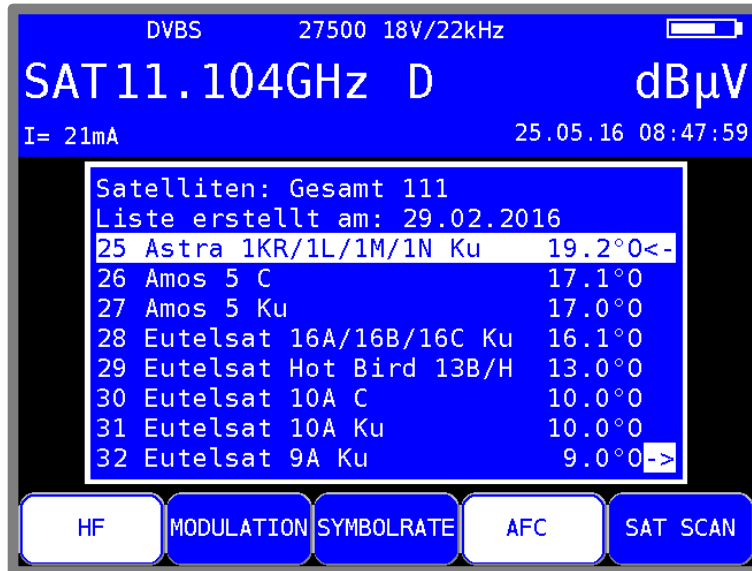 DVBS 27500 18V/22kHz
SAT11.104GHz D dBµV
I= 21mA 25.05.16 08:47:59
Satelliten: Gesamt 111
Liste erstellt am: 29.02.2016
25 Astra 1KR/1L/1M/1N Ku 19.2°O<-
26 Amos 5 C 17.1°O
27 Amos 5 Ku 17.0°O
28 Eutelsat 16A/16B/16C Ku 16.1°O
29 Eutelsat Hot Bird 13B/H 13.0°O
30 Eutelsat 10A C 10.0°O
31 Eutelsat 10A Ku 10.0°O
32 Eutelsat 9A Ku 9.0°O->
HF MODULATION SYMBOLRATE AFC SAT SCAN